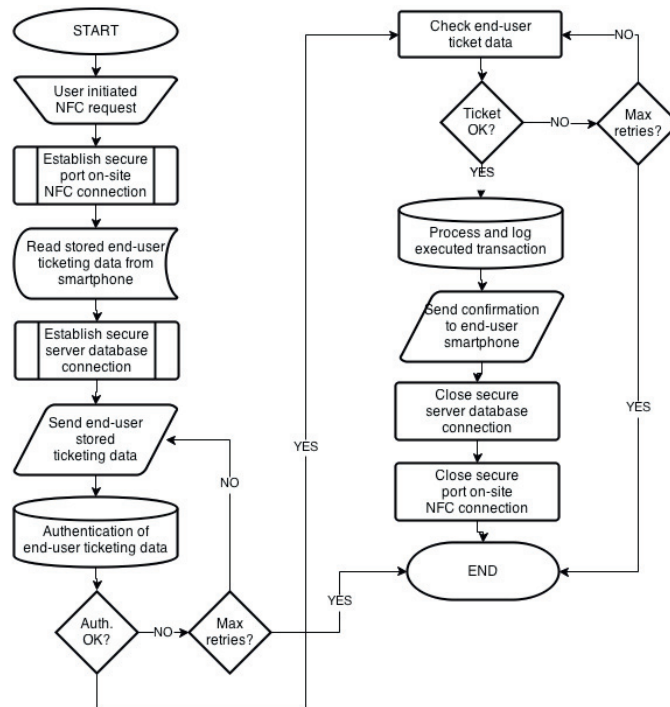 START
User initiated
NFC request
Establish secure
port on-site
NFC connection
Read stored end-user
ticketing data from
smartphone
Establish secure
server database
connection
Send end-user
stored
ticketing data
NO
Authentication of
end-user ticketing data
Auth.
OK?
NO
Max
retries?
YES
YES
Check end-user
ticket data
NO
Ticket
OK?
NO
Max
retries?
YES
Process and log
executed transaction
Send confirmation
to end-user
smartphone
Close secure
server database
connection
YES
Close secure
port on-site
NFC connection
END